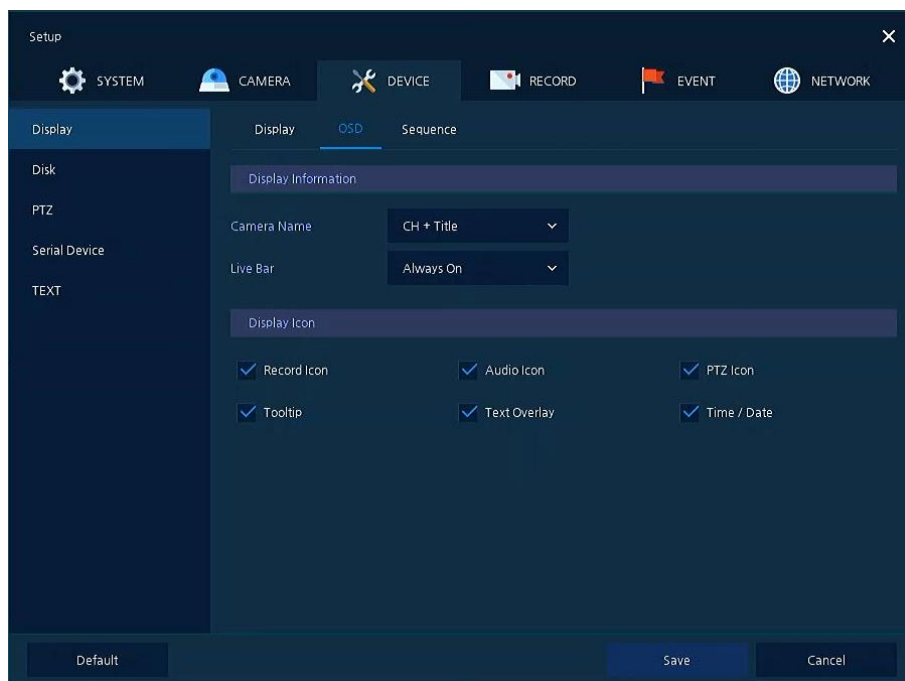 Setup
SYSTEM CAMERA DEVICE RECORD EVENT NETWORK
Display
Disk
PTZ
Serial Device
TEXT
Display OSD Sequence
Display Information
Camera Name CH + Title
Live Bar Always On
Display Icon
Record Icon Audio Icon PTZ Icon
Tooltip Text Overlay Time / Date
Default Save Cancel